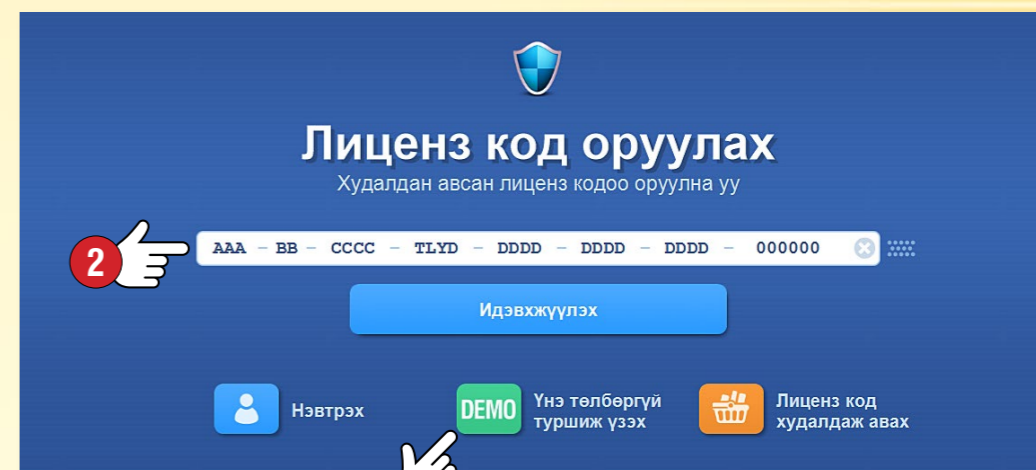 Лиценз код оруулах
Худалдан авсан лиценз кодоо оруулна уу
2
AAA – BB – CCCC – TLYD – DDDD – DDDD – DDDD – 000000
Идэвхжүүлэх
Нэвтрэх
DEMO
Үнэ төлбөргүй
туршиж үзэх
Лиценз код
худалдаж авах